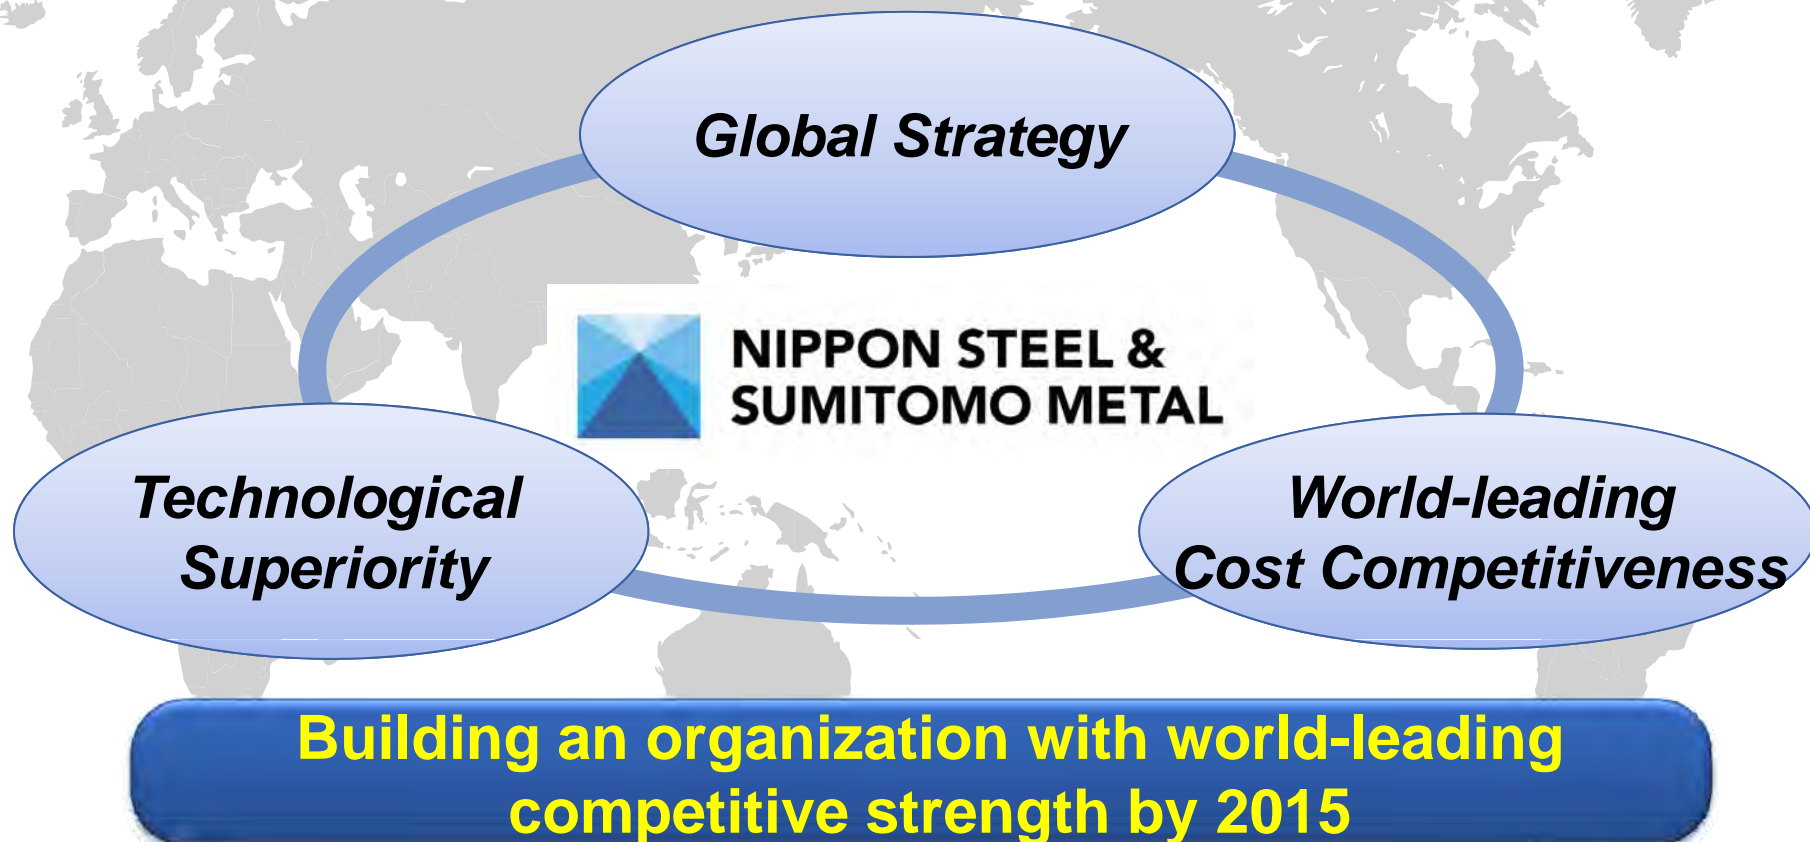 Global Strategy
NIPPON STEEL &
SUMITOMO METAL
Technological
Superiority
World-leading
Cost Competitiveness
Building an organization with world-leading
competitive strength by 2015